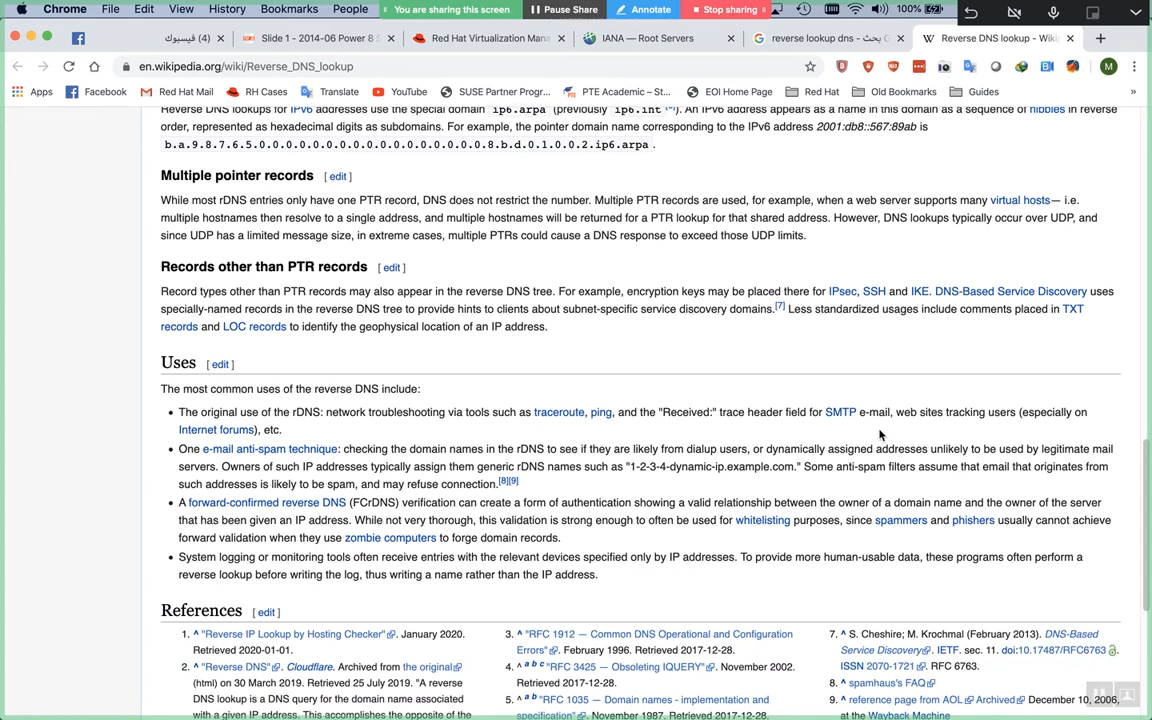 Chrome File Edit View History Bookmarks People You are sharing this screen Pause Share Annotate Stop sharing 100%
(4) فيسبوك Slide 1 - 2014-06 Power 8 S Red Hat Virtualization Mana IANA — Root Servers reverse lookup dns - بحث G Reverse DNS lookup - Wiki
en.wikipedia.org/wiki/Reverse_DNS_lookup M
Apps Facebook Red Hat Mail RH Cases Translate YouTube SUSE Partner Progr... PTE Academic – St... EOI Home Page Red Hat Old Bookmarks Guides »
Reverse DNS lookups for IPv6 addresses use the special domain ip6.arpa (previously ip6.int). An IPv6 address appears as a name in this domain as a sequence of nibbles in reverse
order, represented as hexadecimal digits as subdomains. For example, the pointer domain name corresponding to the IPv6 address 2001:db8::567:89ab is
b.a.9.8.7.6.5.0.0.0.0.0.0.0.0.0.0.0.0.0.0.0.0.0.8.b.d.0.1.0.0.2.ip6.arpa .
Multiple pointer records [ edit ]
While most rDNS entries only have one PTR record, DNS does not restrict the number. Multiple PTR records are used, for example, when a web server supports many virtual hosts— i.e.
multiple hostnames then resolve to a single address, and multiple hostnames will be returned for a PTR lookup for that shared address. However, DNS lookups typically occur over UDP, and
since UDP has a limited message size, in extreme cases, multiple PTRs could cause a DNS response to exceed those UDP limits.
Records other than PTR records [ edit ]
Record types other than PTR records may also appear in the reverse DNS tree. For example, encryption keys may be placed there for IPsec, SSH and IKE. DNS-Based Service Discovery uses
specially-named records in the reverse DNS tree to provide hints to clients about subnet-specific service discovery domains.[7] Less standardized usages include comments placed in TXT
records and LOC records to identify the geophysical location of an IP address.
Uses [ edit ]
The most common uses of the reverse DNS include:
• The original use of the rDNS: network troubleshooting via tools such as traceroute, ping, and the "Received:" trace header field for SMTP e-mail, web sites tracking users (especially on
Internet forums), etc.
• One e-mail anti-spam technique: checking the domain names in the rDNS to see if they are likely from dialup users, or dynamically assigned addresses unlikely to be used by legitimate mail
servers. Owners of such IP addresses typically assign them generic rDNS names such as "1-2-3-4-dynamic-ip.example.com." Some anti-spam filters assume that email that originates from
such addresses is likely to be spam, and may refuse connection.[8][9]
• A forward-confirmed reverse DNS (FCrDNS) verification can create a form of authentication showing a valid relationship between the owner of a domain name and the owner of the server
that has been given an IP address. While not very thorough, this validation is strong enough to often be used for whitelisting purposes, since spammers and phishers usually cannot achieve
forward validation when they use zombie computers to forge domain records.
• System logging or monitoring tools often receive entries with the relevant devices specified only by IP addresses. To provide more human-usable data, these programs often perform a
reverse lookup before writing the log, thus writing a name rather than the IP address.
References [ edit ]
1. ^ "Reverse IP Lookup by Hosting Checker". January 2020.
Retrieved 2020-01-01.
2. ^ "Reverse DNS". Cloudflare. Archived from the original
(html) on 30 March 2019. Retrieved 25 July 2019. "A reverse
DNS lookup is a DNS query for the domain name associated
with a given IP address. This accomplishes the opposite of the
3. ^ "RFC 1912 — Common DNS Operational and Configuration
Errors". February 1996. Retrieved 2017-12-28.
4. ^ a b c "RFC 3425 — Obsoleting IQUERY". November 2002.
Retrieved 2017-12-28.
5. ^ a b "RFC 1035 — Domain names - implementation and
specification". November 1987. Retrieved 2017-12-28.
7. ^ S. Cheshire; M. Krochmal (February 2013). DNS-Based
Service Discovery. IETF. sec. 11. doi:10.17487/RFC6763.
ISSN 2070-1721. RFC 6763.
8. ^ spamhaus's FAQ
9. ^ reference page from AOL Archived December 10, 2006,
at the Wayback Machine